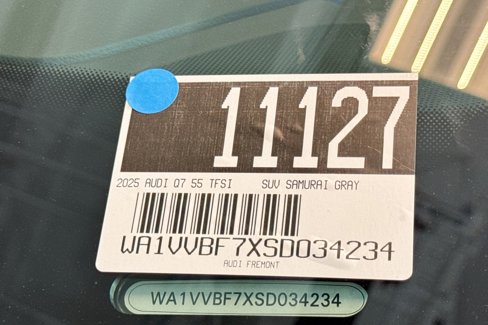 11127
2025 AUDI Q7 55 TFSI SUV SAMURAI GRAY
WA1VVBF7XSD034234
AUDI FREMONT
WA1VVBF7XSD034234